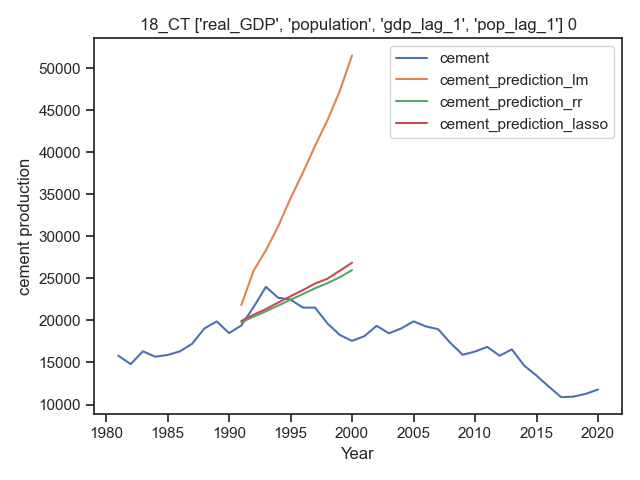 18_CT ['real_GDP', 'population', 'gdp_lag_1', 'pop_lag_1'] 0
cement
cement_prediction_lm
cement_prediction_rr
cement_prediction_lasso
cement production
50000
45000
40000
35000
30000
25000
20000
15000
10000
1980 1985 1990 1995 2000 2005 2010 2015 2020
Year